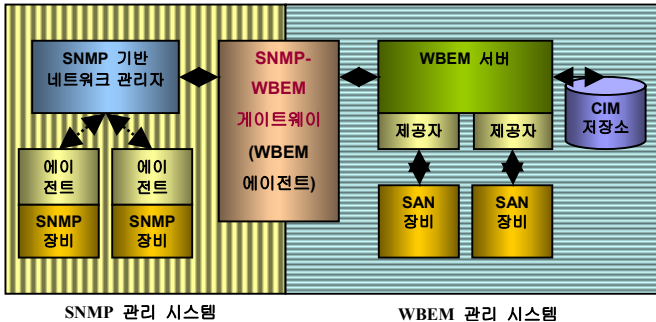 SNMP 기반
네트워크 관리자
에이
전트
SNMP
장비
에이
전트
SNMP
장비
SNMP-
WBEM
게이트웨이
(WBEM
에이전트)
WBEM 서버
제공자
제공자
CIM
저장소
SAN
장비
SAN
장비
SNMP 관리 시스템
WBEM 관리 시스템